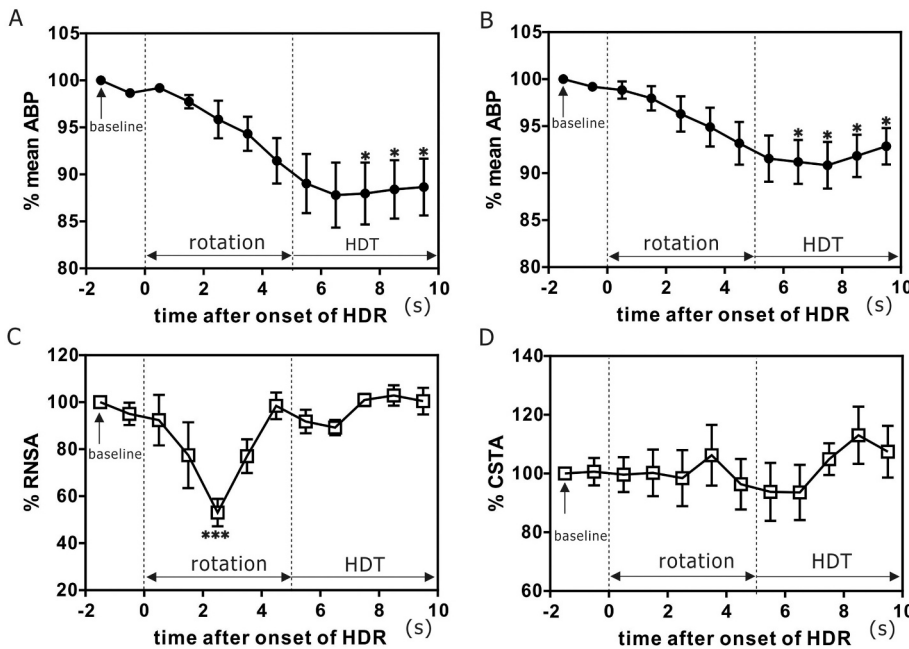 A
105
100
95
90
85
80
% mean ABP
baseline
*
*
*
rotation
HDT
-2
0
2
4
6
8
10
(s)
time after onset of HDR
B
105
100
95
90
85
80
% mean ABP
baseline
*
*
*
*
rotation
HDT
-2
0
2
4
6
8
10
(s)
time after onset of HDR
C
120
100
80
60
40
20
% RNSA
baseline
***
rotation
HDT
-2
0
2
4
6
8
10
(s)
time after onset of HDR
D
140
120
100
80
60
% CSTA
baseline
rotation
HDT
-2
0
2
4
6
8
10
(s)
time after onset of HDR